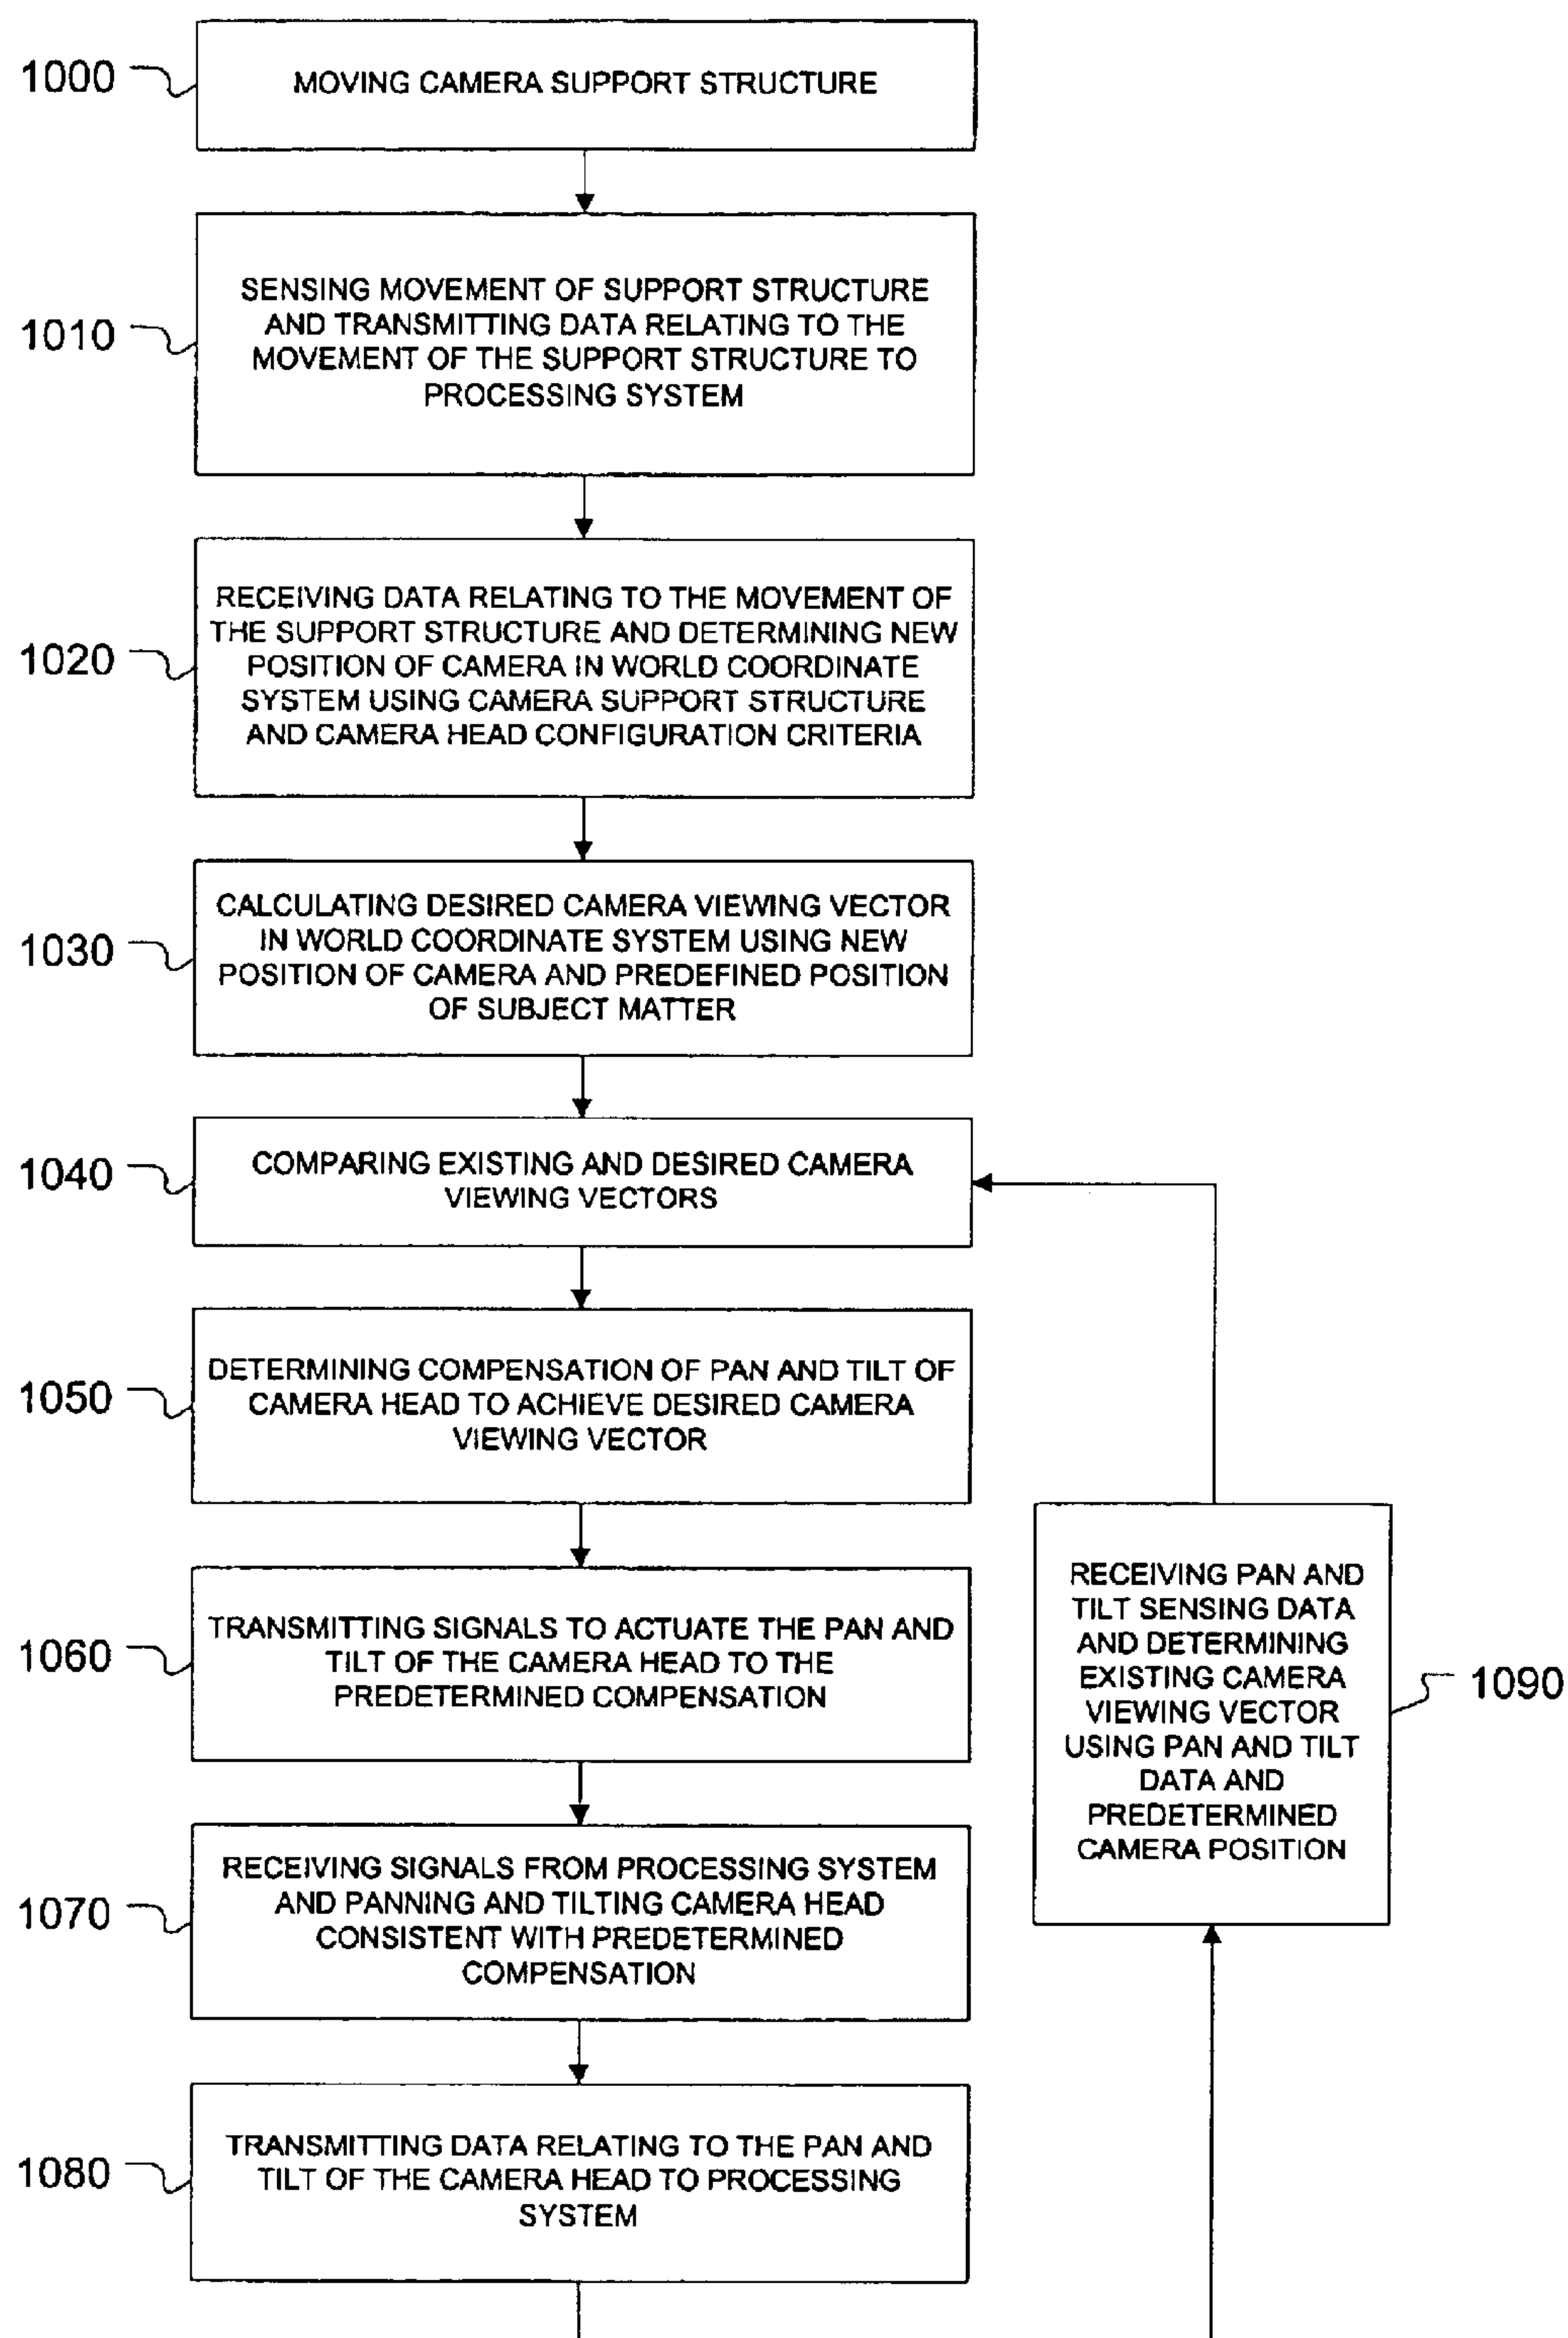 1000
MOVING CAMERA SUPPORT STRUCTURE
1010
SENSING MOVEMENT OF SUPPORT STRUCTURE
AND TRANSMITTING DATA RELATING TO THE
MOVEMENT OF THE SUPPORT STRUCTURE TO
PROCESSING SYSTEM
1020
RECEIVING DATA RELATING TO THE MOVEMENT OF
THE SUPPORT STRUCTURE AND DETERMINING NEW
POSITION OF CAMERA IN WORLD COORDINATE
SYSTEM USING CAMERA SUPPORT STRUCTURE
AND CAMERA HEAD CONFIGURATION CRITERIA
1030
CALCULATING DESIRED CAMERA VIEWING VECTOR
IN WORLD COORDINATE SYSTEM USING NEW
POSITION OF CAMERA AND PREDEFINED POSITION
OF SUBJECT MATTER
1040
COMPARING EXISTING AND DESIRED CAMERA
VIEWING VECTORS
1050
DETERMINING COMPENSATION OF PAN AND TILT OF
CAMERA HEAD TO ACHIEVE DESIRED CAMERA
VIEWING VECTOR
1060
TRANSMITTING SIGNALS TO ACTUATE THE PAN AND
TILT OF THE CAMERA HEAD TO THE
PREDETERMINED COMPENSATION
1070
RECEIVING SIGNALS FROM PROCESSING SYSTEM
AND PANNING AND TILTING CAMERA HEAD
CONSISTENT WITH PREDETERMINED
COMPENSATION
1080
TRANSMITTING DATA RELATING TO THE PAN AND
TILT OF THE CAMERA HEAD TO PROCESSING
SYSTEM
RECEIVING PAN AND
TILT SENSING DATA
AND DETERMINING
EXISTING CAMERA
VIEWING VECTOR
USING PAN AND TILT
DATA AND
PREDETERMINED
CAMERA POSITION
1090